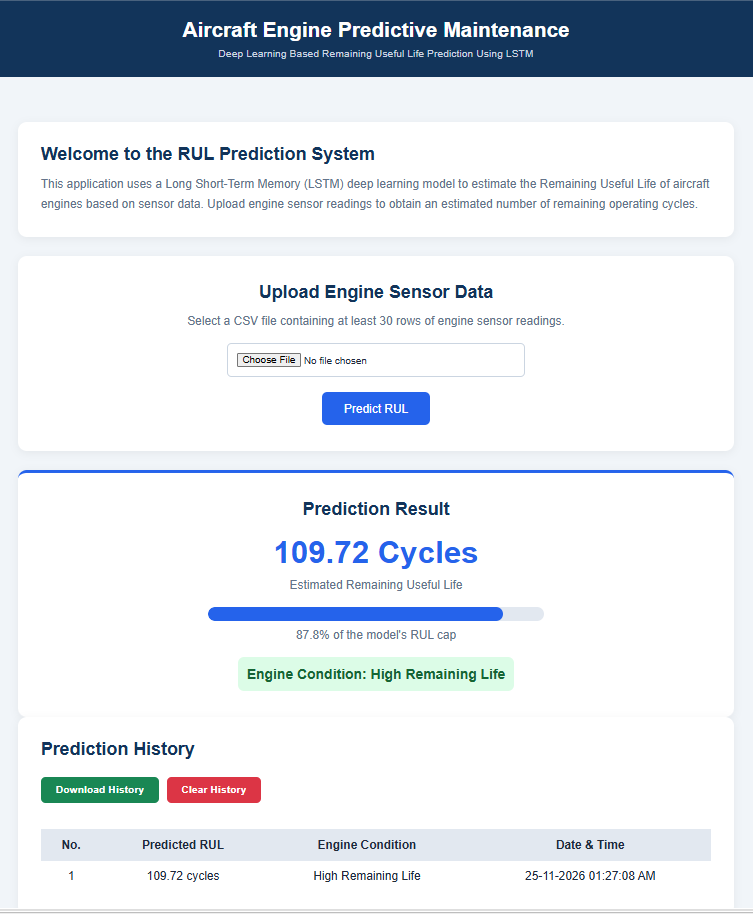 Aircraft Engine Predictive Maintenance
Deep Learning Based Remaining Useful Life Prediction Using LSTM
Welcome to the RUL Prediction System
This application uses a Long Short-Term Memory (LSTM) deep learning model to estimate the Remaining Useful Life of aircraft
engines based on sensor data. Upload engine sensor readings to obtain an estimated number of remaining operating cycles.
Upload Engine Sensor Data
Select a CSV file containing at least 30 rows of engine sensor readings.
Choose File No file chosen
Predict RUL
Prediction Result
109.72 Cycles
Estimated Remaining Useful Life
87.8% of the model's RUL cap
Engine Condition: High Remaining Life
Prediction History
Download History Clear History
No. Predicted RUL Engine Condition Date & Time
1 109.72 cycles High Remaining Life 25-11-2026 01:27:08 AM